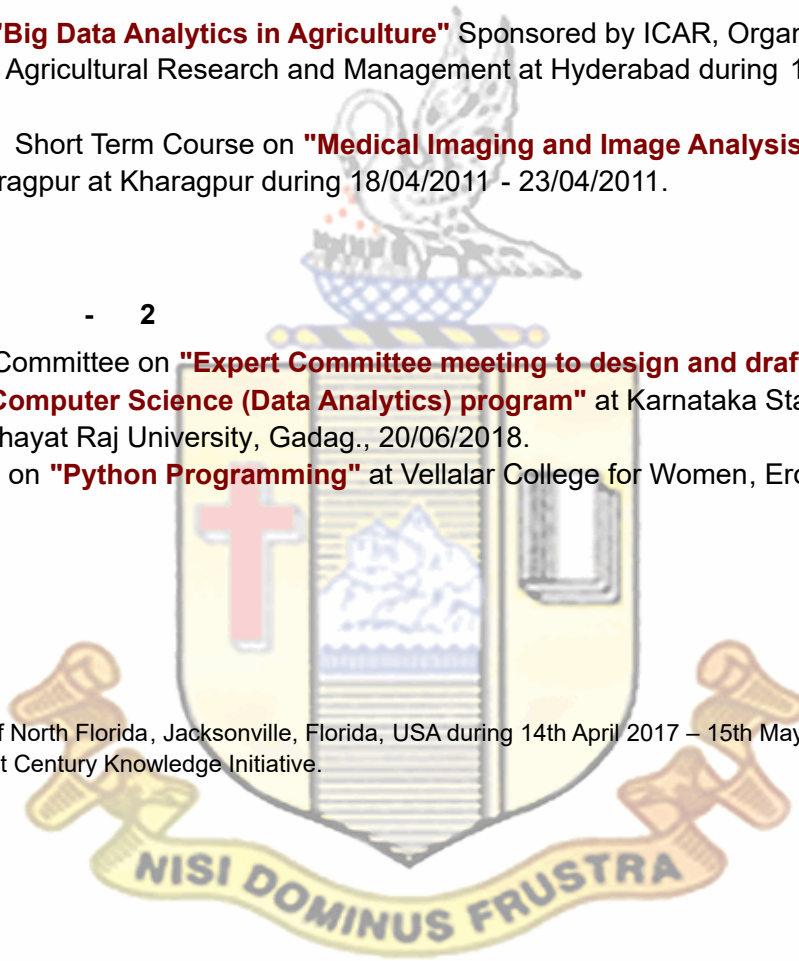 "Big Data Analytics in Agriculture" Sponsored by ICAR, Organ
Agricultural Research and Management at Hyderabad during 1
Short Term Course on "Medical Imaging and Image Analysis
ragpur at Kharagpur during 18/04/2011 - 23/04/2011.
- 2
Committee on "Expert Committee meeting to design and draf
Computer Science (Data Analytics) program" at Karnataka Sta
hayat Raj University, Gadag., 20/06/2018.
on "Python Programming" at Vellalar College for Women, Ero
f North Florida, Jacksonville, Florida, USA during 14th April 2017 – 15th May
t Century Knowledge Initiative.
NISI DOMINUS FRUSTRA